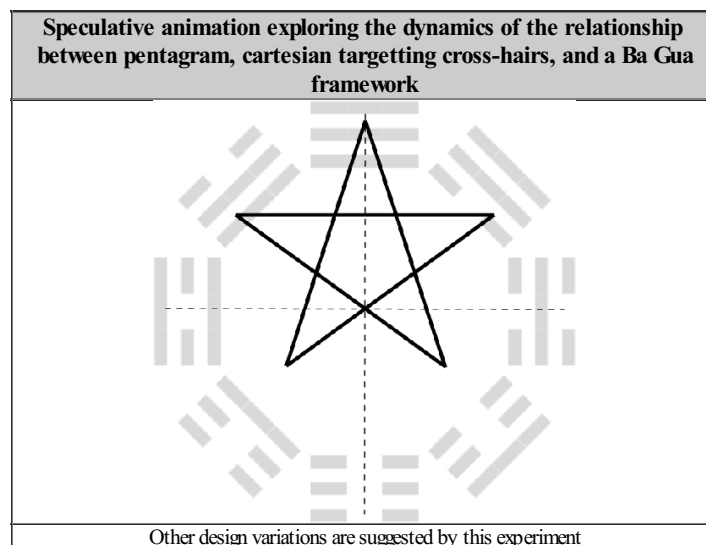 Speculative animation exploring the dynamics of the relationship
between pentagram, cartesian targetting cross-hairs, and a Ba Gua
framework
Other design variations are suggested by this experiment